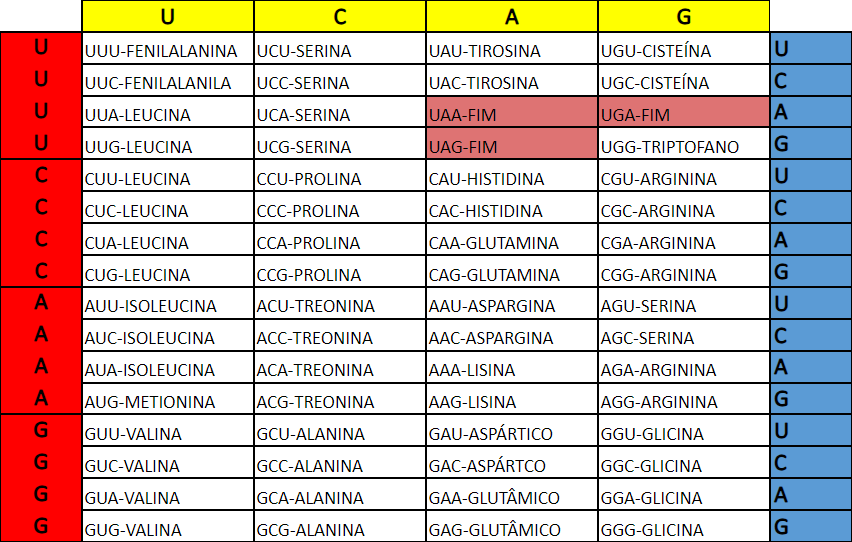 U C A G
U UUU-FENILALANINA UCU-SERINA UAU-TIROSINA UGU-CISTEÍNA U
U UUC-FENILALANILA UCC-SERINA UAC-TIROSINA UGC-CISTEÍNA C
U UUA-LEUCINA UCA-SERINA UAA-FIM UGA-FIM A
U UUG-LEUCINA UCG-SERINA UAG-FIM UGG-TRIPTOFANO G
C CUU-LEUCINA CCU-PROLINA CAU-HISTIDINA CGU-ARGININA U
C CUC-LEUCINA CCC-PROLINA CAC-HISTIDINA CGC-ARGININA C
C CUA-LEUCINA CCA-PROLINA CAA-GLUTAMINA CGA-ARGININA A
C CUG-LEUCINA CCG-PROLINA CAG-GLUTAMINA CGG-ARGININA G
A AUU-ISOLEUCINA ACU-TREONINA AAU-ASPARGINA AGU-SERINA U
A AUC-ISOLEUCINA ACC-TREONINA AAC-ASPARGINA AGC-SERINA C
A AUA-ISOLEUCINA ACA-TREONINA AAA-LISINA AGA-ARGININA A
A AUG-METIONINA ACG-TREONINA AAG-LISINA AGG-ARGININA G
G GUU-VALINA GCU-ALANINA GAU-ASPÁRTICO GGU-GLICINA U
G GUC-VALINA GCC-ALANINA GAC-ASPÁRTCO GGC-GLICINA C
G GUA-VALINA GCA-ALANINA GAA-GLUTÂMICO GGA-GLICINA A
G GUG-VALINA GCG-ALANINA GAG-GLUTÂMICO GGG-GLICINA G